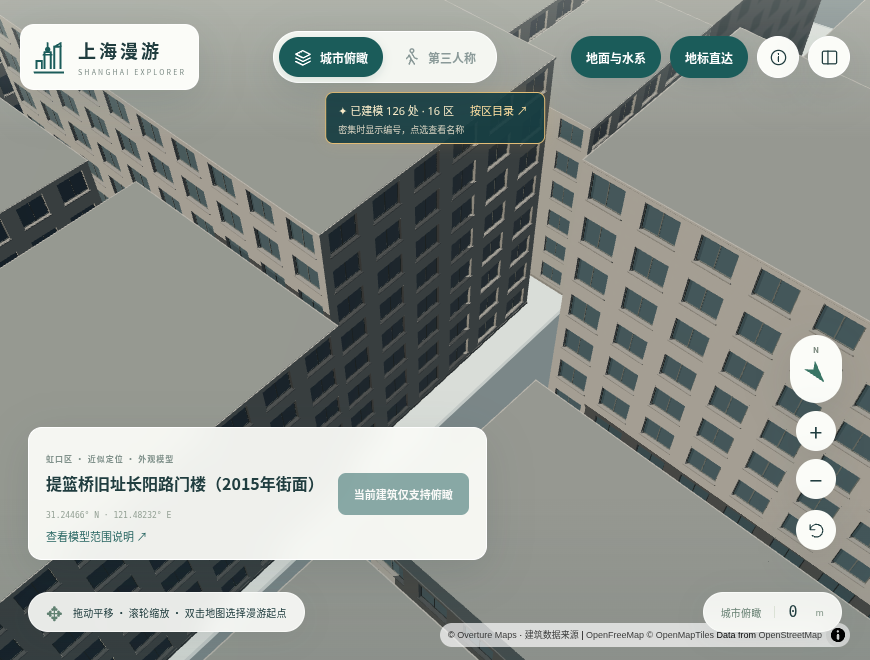 上海漫游
SHANGHAI EXPLORER
城市俯瞰
第三人称
地面与水系
地标直达
✦ 已建模 126 处 · 16 区 按区目录 ↗
密集时显示编号，点选查看名称
N
+
−
虹口区 · 近似定位 · 外观模型
提篮桥旧址长阳路门楼（2015年街面）
当前建筑仅支持俯瞰
31.24466° N · 121.48232° E
查看模型范围说明 ↗
拖动平移 · 滚轮缩放 · 双击地图选择漫游起点
城市俯瞰 0 m
© Overture Maps · 建筑数据来源 | OpenFreeMap © OpenMapTiles Data from OpenStreetMap